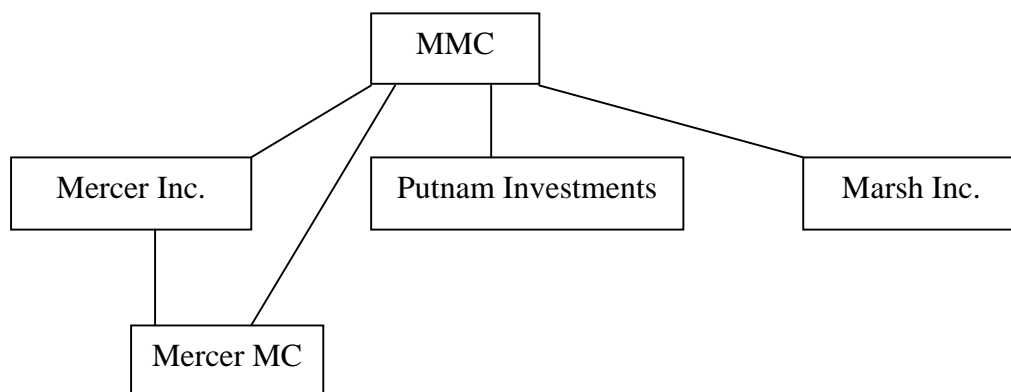 MMC
Mercer Inc.
Putnam Investments
Marsh Inc.
Mercer MC